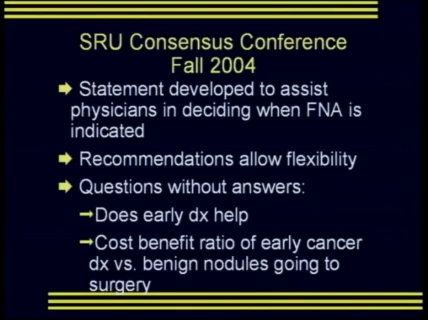 SRU Consensus Conference
Fall 2004
Statement developed to assist
physicians in deciding when FNA is
indicated
Recommendations allow flexibility
Questions without answers:
Does early dx help
Cost benefit ratio of early cancer
dx vs. benign nodules going to
surgery